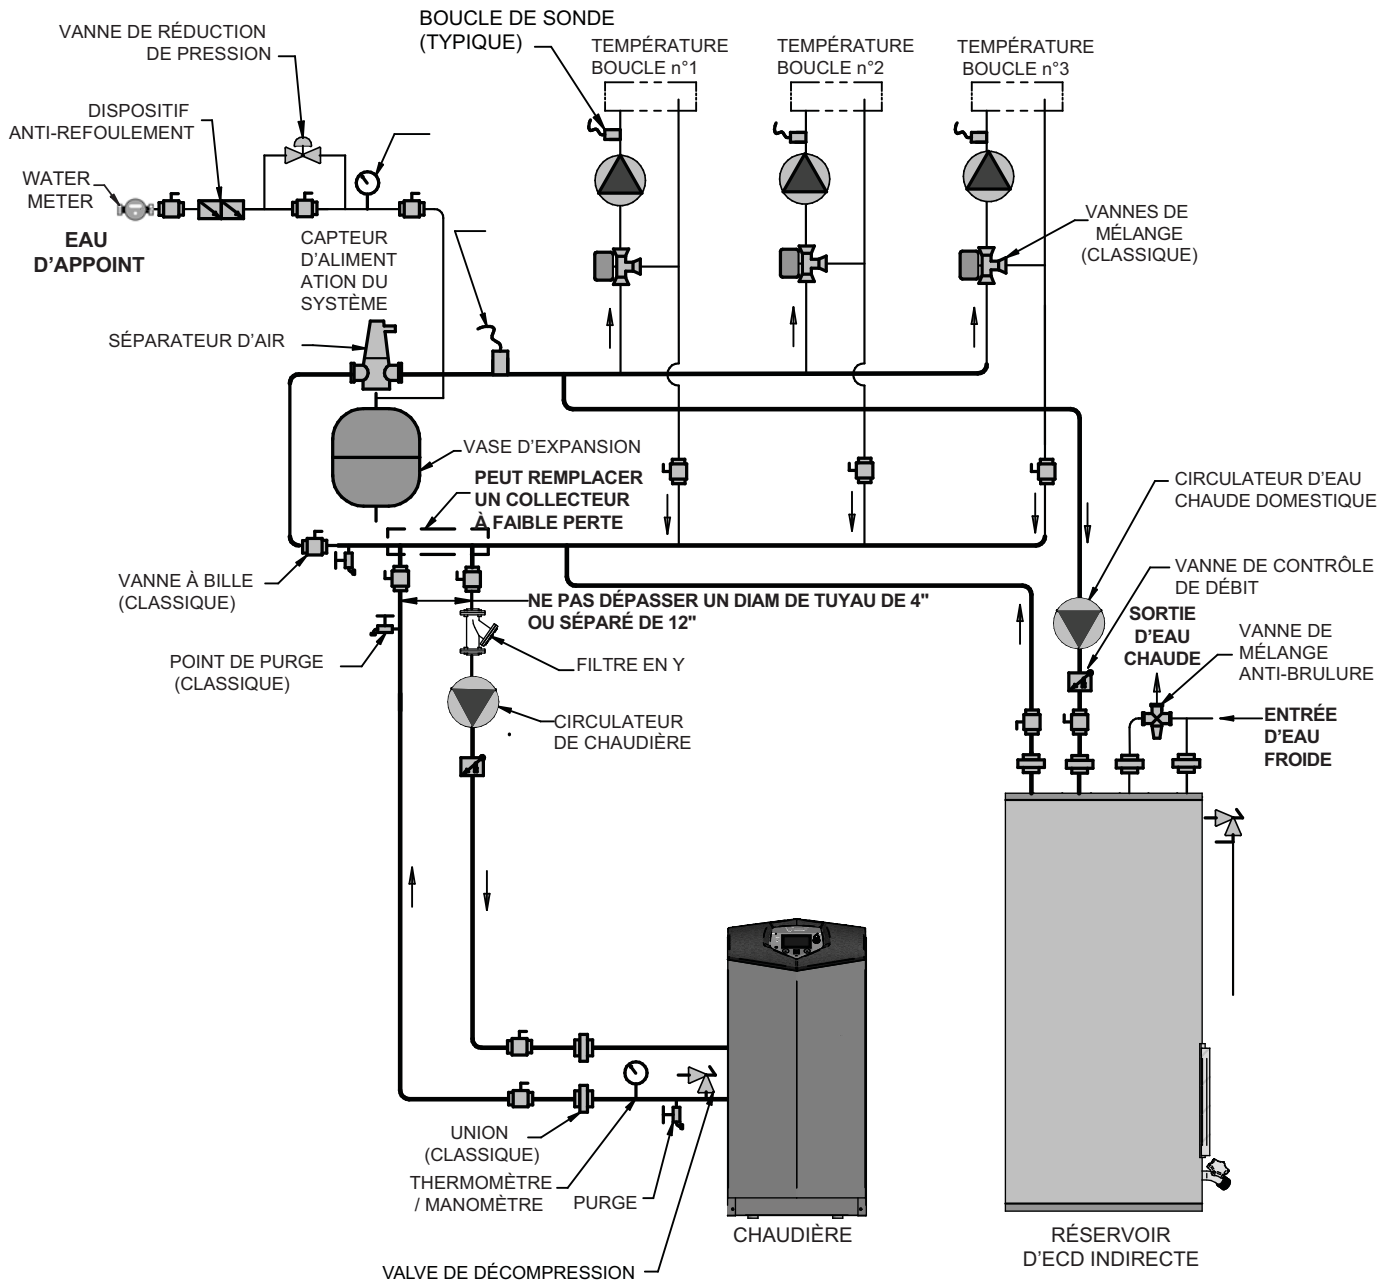 VANNE DE RÉDUCTION
DE PRESSION
BOUCLE DE SONDE
(TYPIQUE)
TEMPÉRATURE
BOUCLE n°1
TEMPÉRATURE
BOUCLE n°2
TEMPÉRATURE
BOUCLE n°3
DISPOSITIF
ANTI-REFOULEMENT
WATER
METER
EAU
D'APPOINT
CAPTEUR
D'ALIMENT
ATION DU
SYSTÈME
VANNES DE
MÉLANGE
(CLASSIQUE)
SÉPARATEUR D'AIR
VASE D'EXPANSION
PEUT REMPLACER
UN COLLECTEUR
À FAIBLE PERTE
CIRCULATEUR D'EAU
CHAUDE DOMESTIQUE
VANNE À BILLE
(CLASSIQUE)
NE PAS DÉPASSER UN DIAM DE TUYAU DE 4"
OU SÉPARÉ DE 12"
VANNE DE CONTRÔLE
DE DÉBIT
SORTIE
D'EAU
CHAUDE
VANNE DE
MÉLANGE
ANTI-BRULURE
POINT DE PURGE
(CLASSIQUE)
FILTRE EN Y
CIRCULATEUR
DE CHAUDIÈRE
ENTRÉE
D'EAU
FROIDE
UNION
(CLASSIQUE)
THERMOMÈTRE
/ MANOMÈTRE
PURGE
VALVE DE DÉCOMPRESSION
CHAUDIÈRE
RÉSERVOIR
D'ECD INDIRECTE